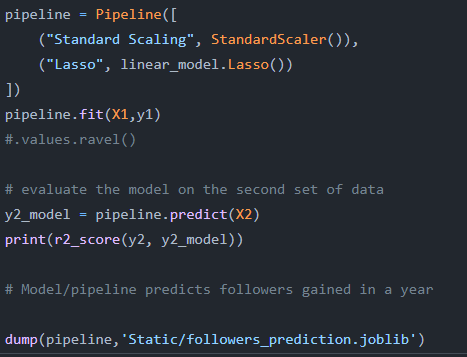 pipeline = Pipeline([
    ("Standard Scaling", StandardScaler()),
    ("Lasso", linear_model.Lasso())
])
pipeline.fit(X1,y1)
#.values.ravel()

# evaluate the model on the second set of data
y2_model = pipeline.predict(X2)
print(r2_score(y2, y2_model))

# Model/pipeline predicts followers gained in a year

dump(pipeline,'Static/followers_prediction.joblib')